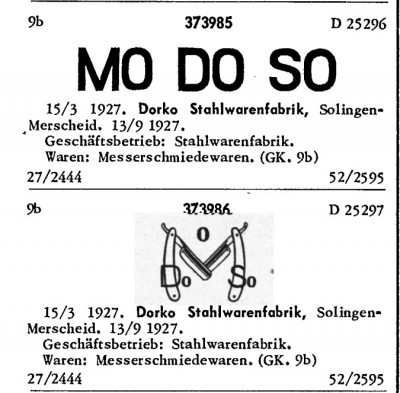 9b 373985 D 25296
MO DO SO
15/3 1927. Dorko Stahlwarenfabrik, Solingen-
Merscheid. 13/9 1927.
Geschäftsbetrieb: Stahlwarenfabrik.
Waren: Messerschmiedewaren. (GK. 9b)
27/2444 52/2595
9b 373986 D 25297
O
Do So
15/3 1927. Dorko Stahlwarenfabrik, Solingen-
Merscheid. 13/9 1927.
Geschäftsbetrieb: Stahlwarenfabrik.
Waren: Messerschmiedewaren. (GK. 9b)
27/2444 52/2595